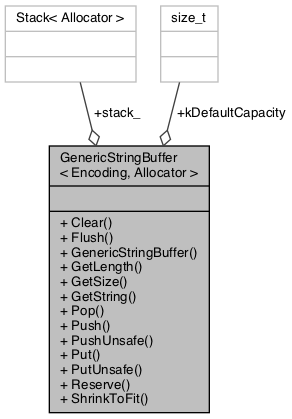 Stack< Allocator >
size_t
+stack_
+kDefaultCapacity
GenericStringBuffer
< Encoding, Allocator >
+ Clear()
+ Flush()
+ GenericStringBuffer()
+ GetLength()
+ GetSize()
+ GetString()
+ Pop()
+ Push()
+ PushUnsafe()
+ Put()
+ PutUnsafe()
+ Reserve()
+ ShrinkToFit()